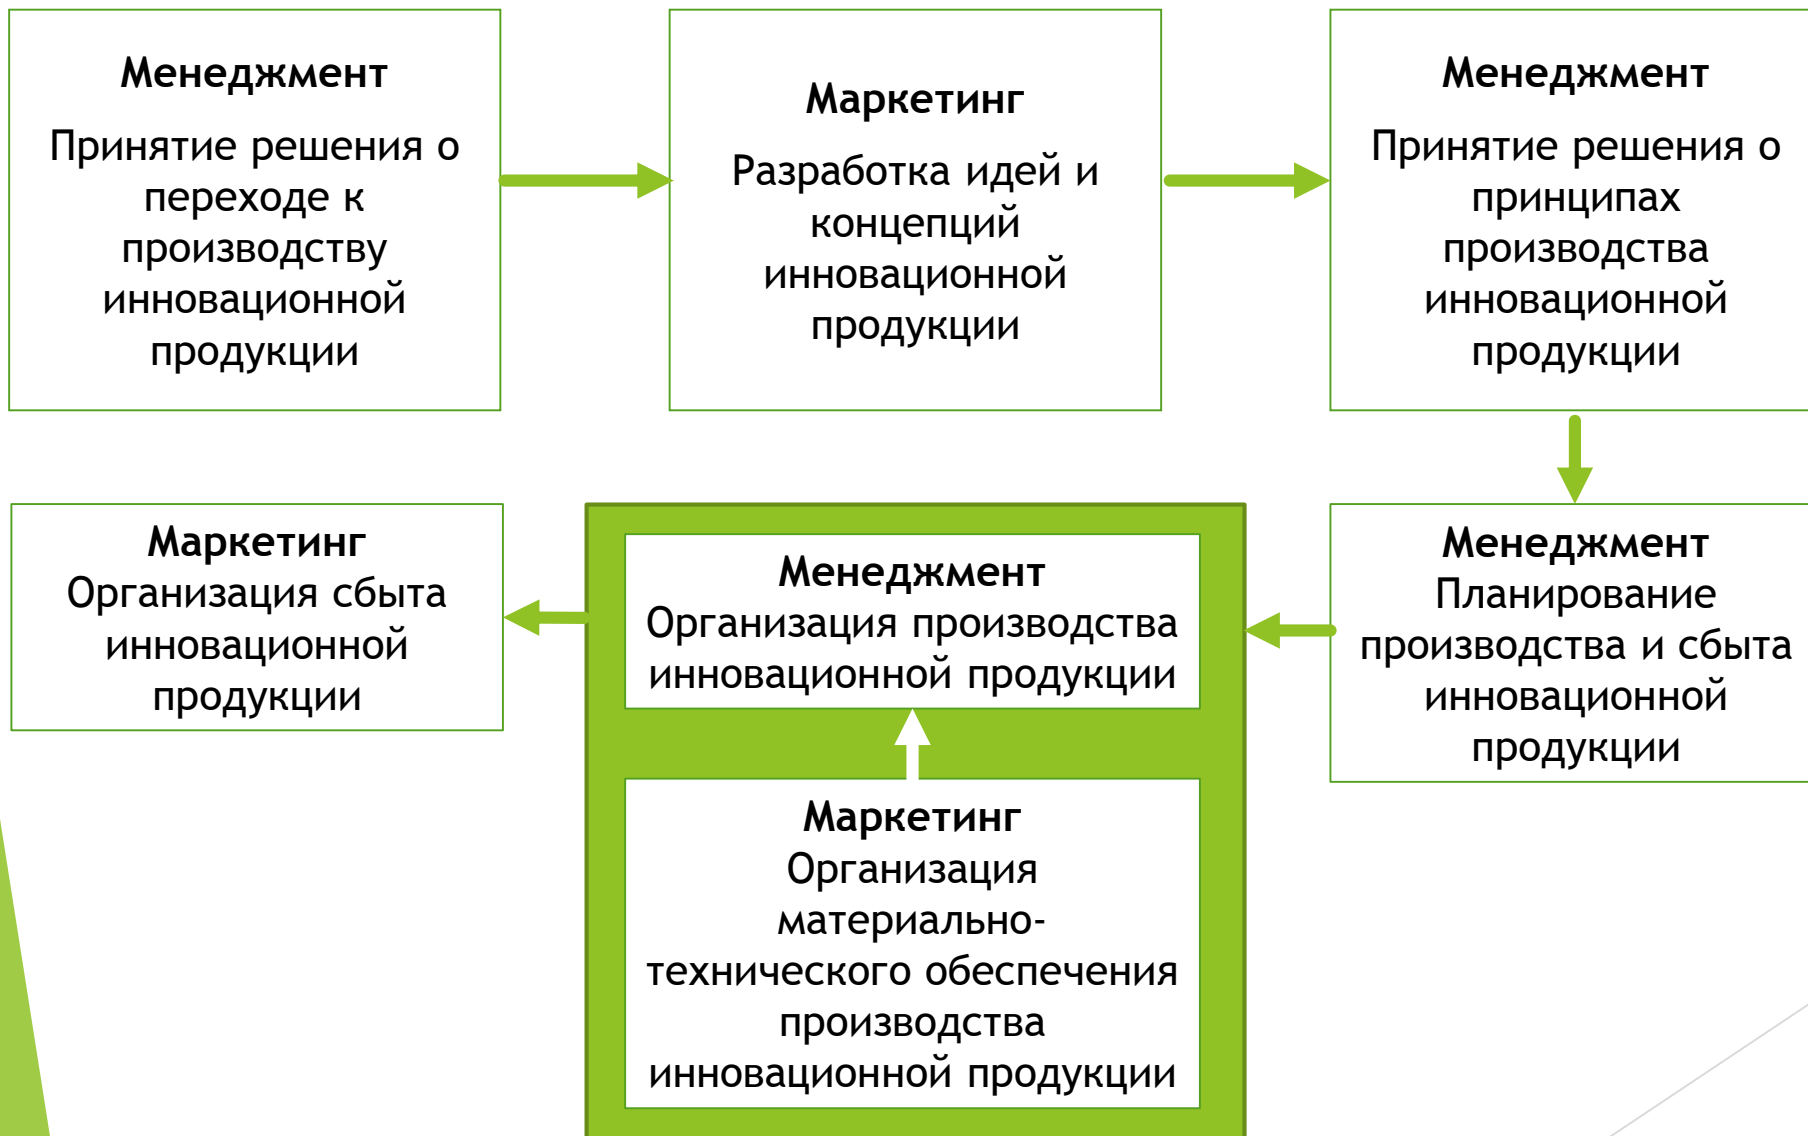 Менеджмент
Принятие решения о
переходе к
производству
инновационной
продукции
Маркетинг
Разработка идей и
концепций
инновационной
продукции
Менеджмент
Принятие решения о
принципах
производства
инновационной
продукции
Маркетинг
Организация сбыта
инновационной
продукции
Менеджмент
Организация производства
инновационной продукции
Маркетинг
Организация
материально-
технического обеспечения
производства
инновационной продукции
Менеджмент
Планирование
производства и сбыта
инновационной
продукции